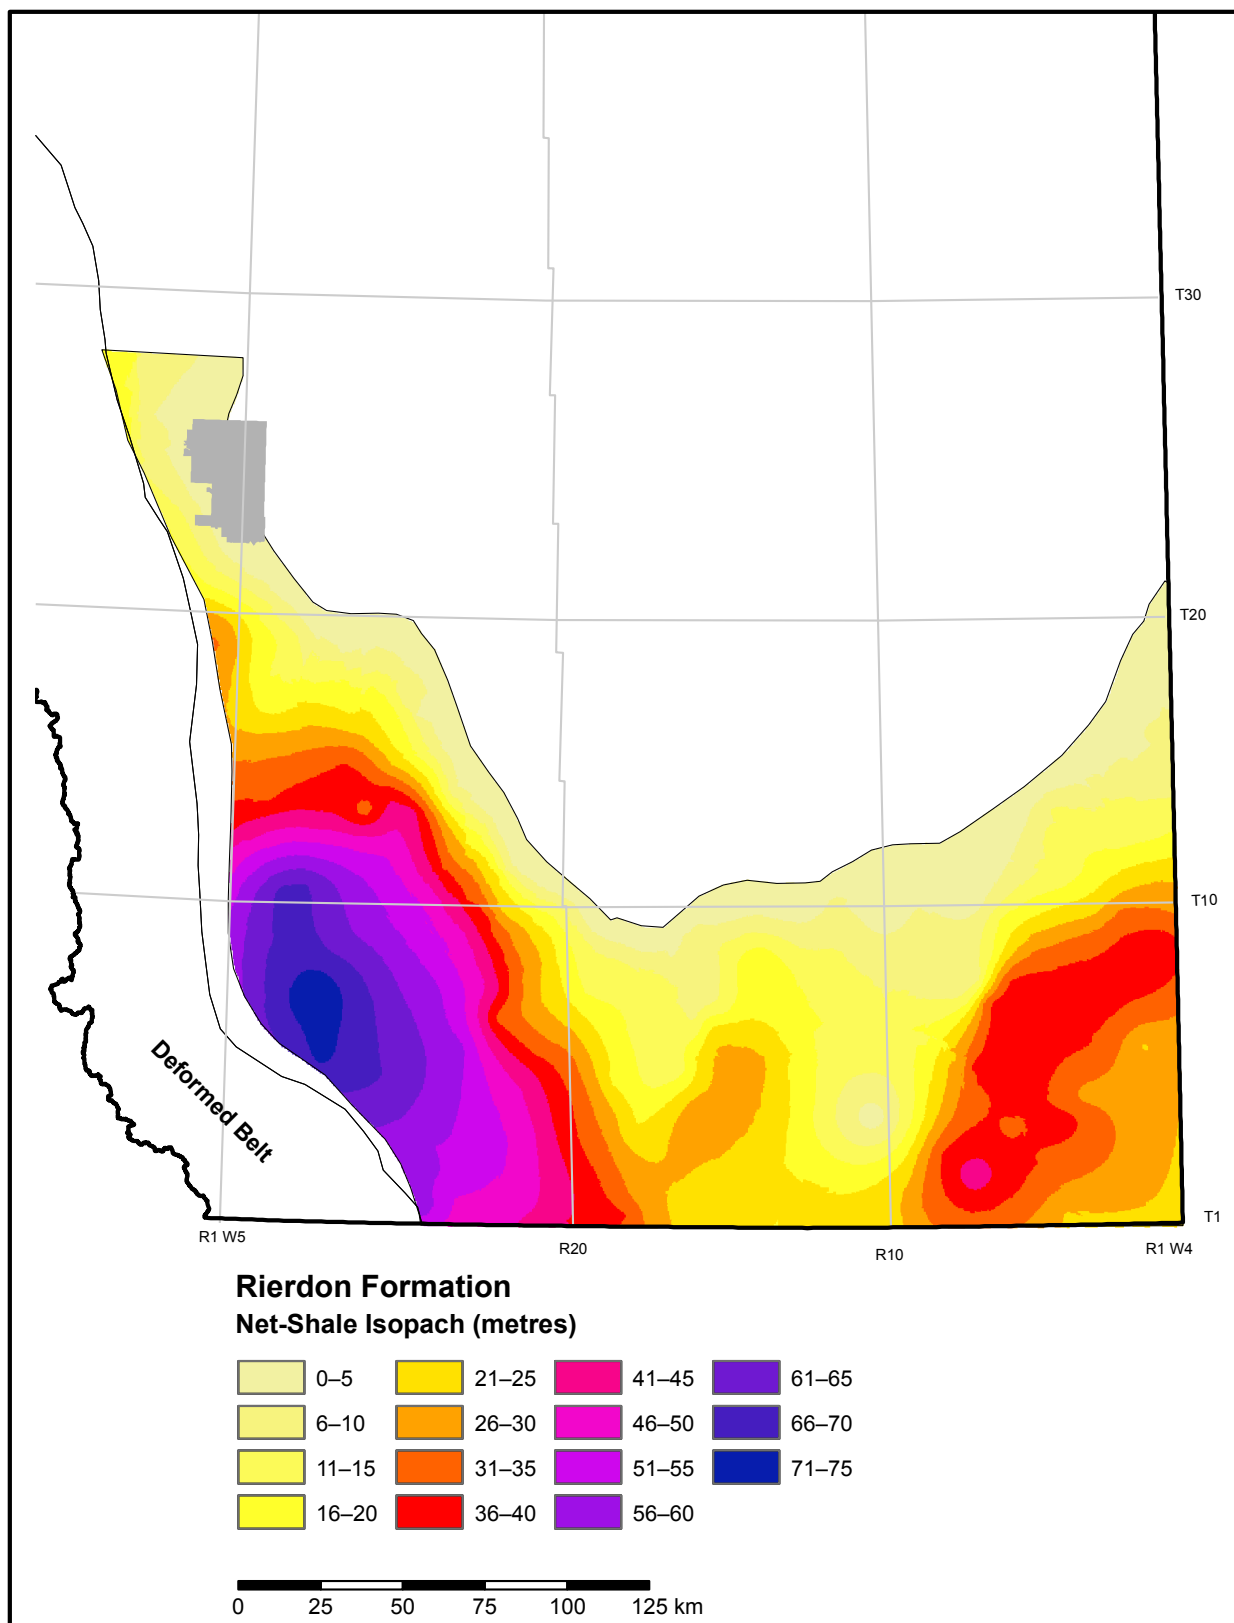 T30
T20
T10
Deformed Belt
T1
R1 W5
R20
R10
R1 W4
Rierdon Formation
Net-Shale Isopach (metres)
0–5
21–25
41–45
61–65
6–10
26–30
46–50
66–70
11–15
31–35
51–55
71–75
16–20
36–40
56–60
0 25 50 75 100 125 km